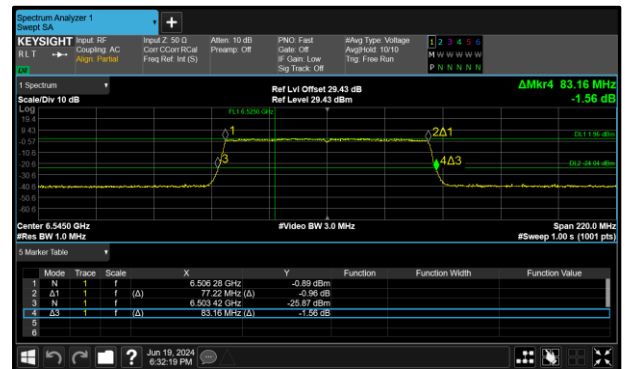 Spectrum Analyzer 1
Swept SA
+
KEYSIGHT Input: RF Input Z: 50 Ω Atten: 10 dB PNO: Fast #Avg Type: Voltage 1 2 3 4 5 6
RLT Coupling: AC Corr CCorr RCal Preamp: Off Gate: Off Avg|Hold: 10/10 M W W W W W
Align: Partial Freq Ref: Int (S) IF Gain: Low Trig: Free Run P N N N N N
Sig Track: Off
1 Spectrum Ref Lvl Offset 29.43 dB ΔMkr4 83.16 MHz
Scale/Div 10 dB Ref Level 29.43 dBm -1.56 dB
Log FL1 6.5250 GHz
19.4
9.43 1 2Δ1 DL1 1.96 dBm
-0.57
-10.6
-20.6 3 4Δ3 DL2 -24.04 dBm
-30.6
-40.6
-50.6
-60.6
Center 6.5450 GHz #Video BW 3.0 MHz Span 220.0 MHz
#Res BW 1.0 MHz #Sweep 1.00 s (1001 pts)
5 Marker Table
Mode Trace Scale X Y Function Function Width Function Value
1 N 1 f 6.506 28 GHz -0.89 dBm
2 Δ1 1 f (Δ) 77.22 MHz (Δ) -0.96 dB
3 N 1 f 6.503 42 GHz -25.87 dBm
4 Δ3 1 f (Δ) 83.16 MHz (Δ) -1.56 dB
5
6
? Jun 19, 2024
6:32:19 PM